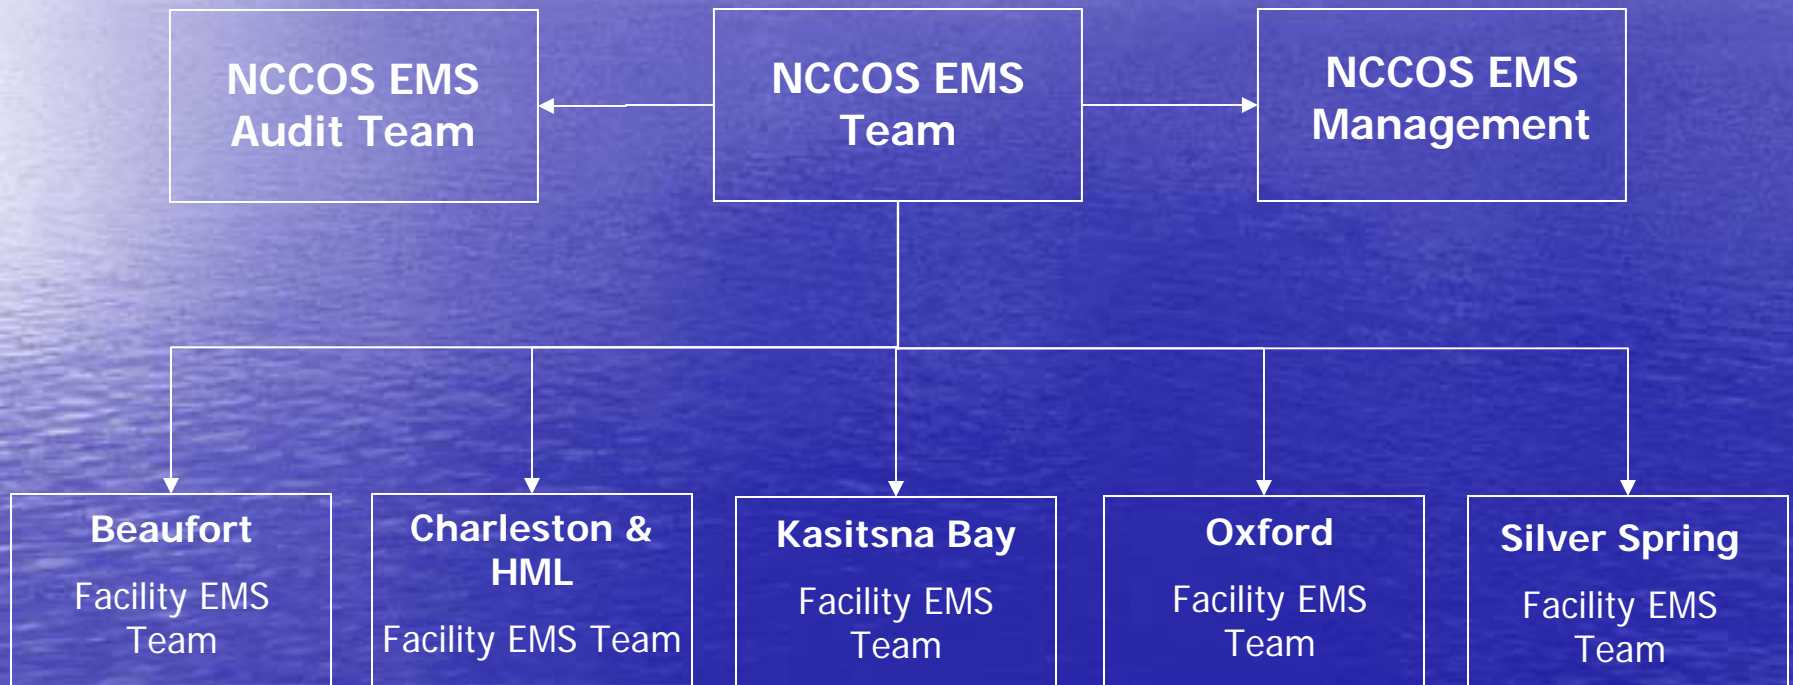 NCCOS EMS
Audit Team
NCCOS EMS
Team
NCCOS EMS
Management
Beaufort
Facility EMS
Team
Charleston &
HML
Facility EMS Team
Kasitsna Bay
Facility EMS
Team
Oxford
Facility EMS
Team
Silver Spring
Facility EMS
Team